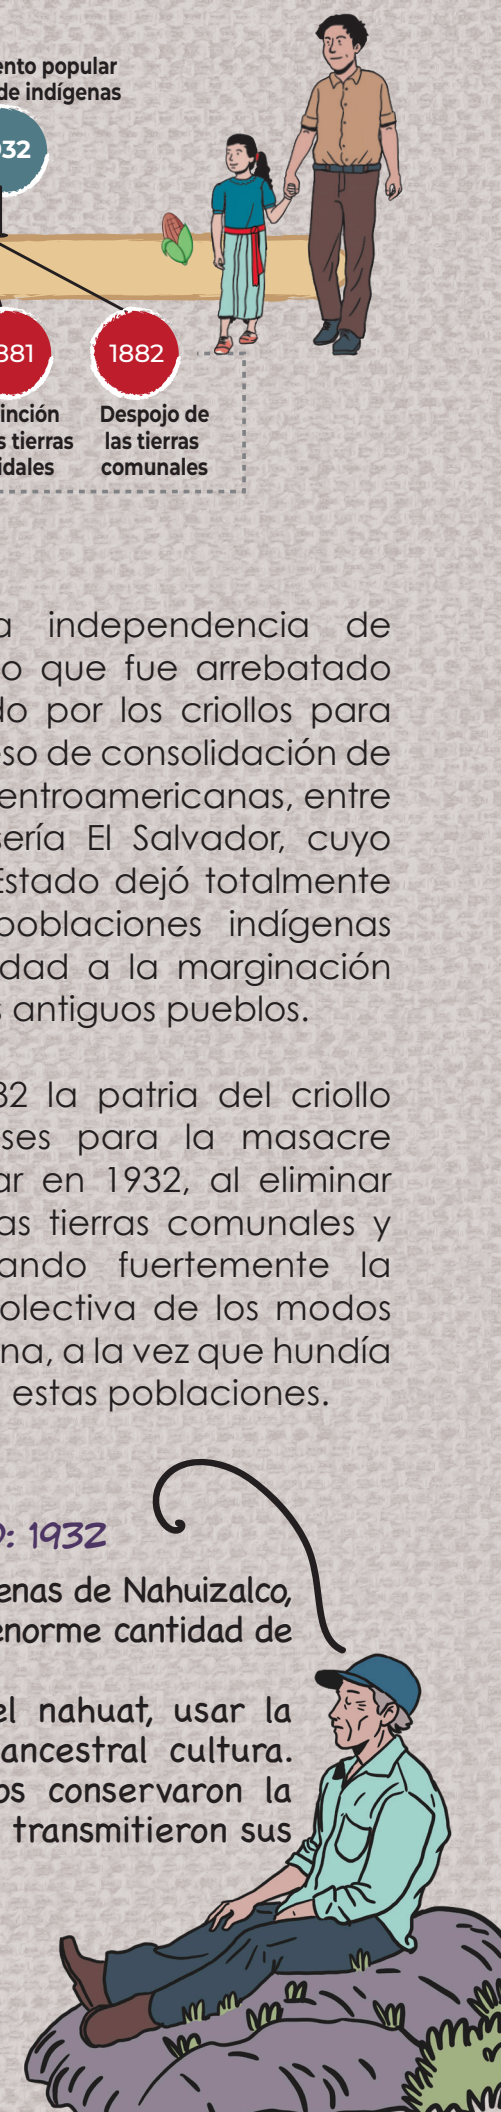 ento popular
de indígenas
32
881
1882
inción
s tierras
idales
Despojo de
las tierras
comunales
a independencia de
o que fue arrebatado
do por los criollos para
eso de consolidación de
entroamericanas, entre
sería El Salvador, cuyo
Estado dejó totalmente
poblaciones indígenas
idad a la marginación
s antiguos pueblos.
32 la patria del criollo
ses para la masacre
ar en 1932, al eliminar
as tierras comunales y
ando fuertemente la
olectiva de los modos
na, a la vez que hundía
estas poblaciones.
O: 1932
enas de Nahuizalco,
enorme cantidad de
el nahuat, usar la
ancestral cultura.
os conservaron la
transmitieron sus